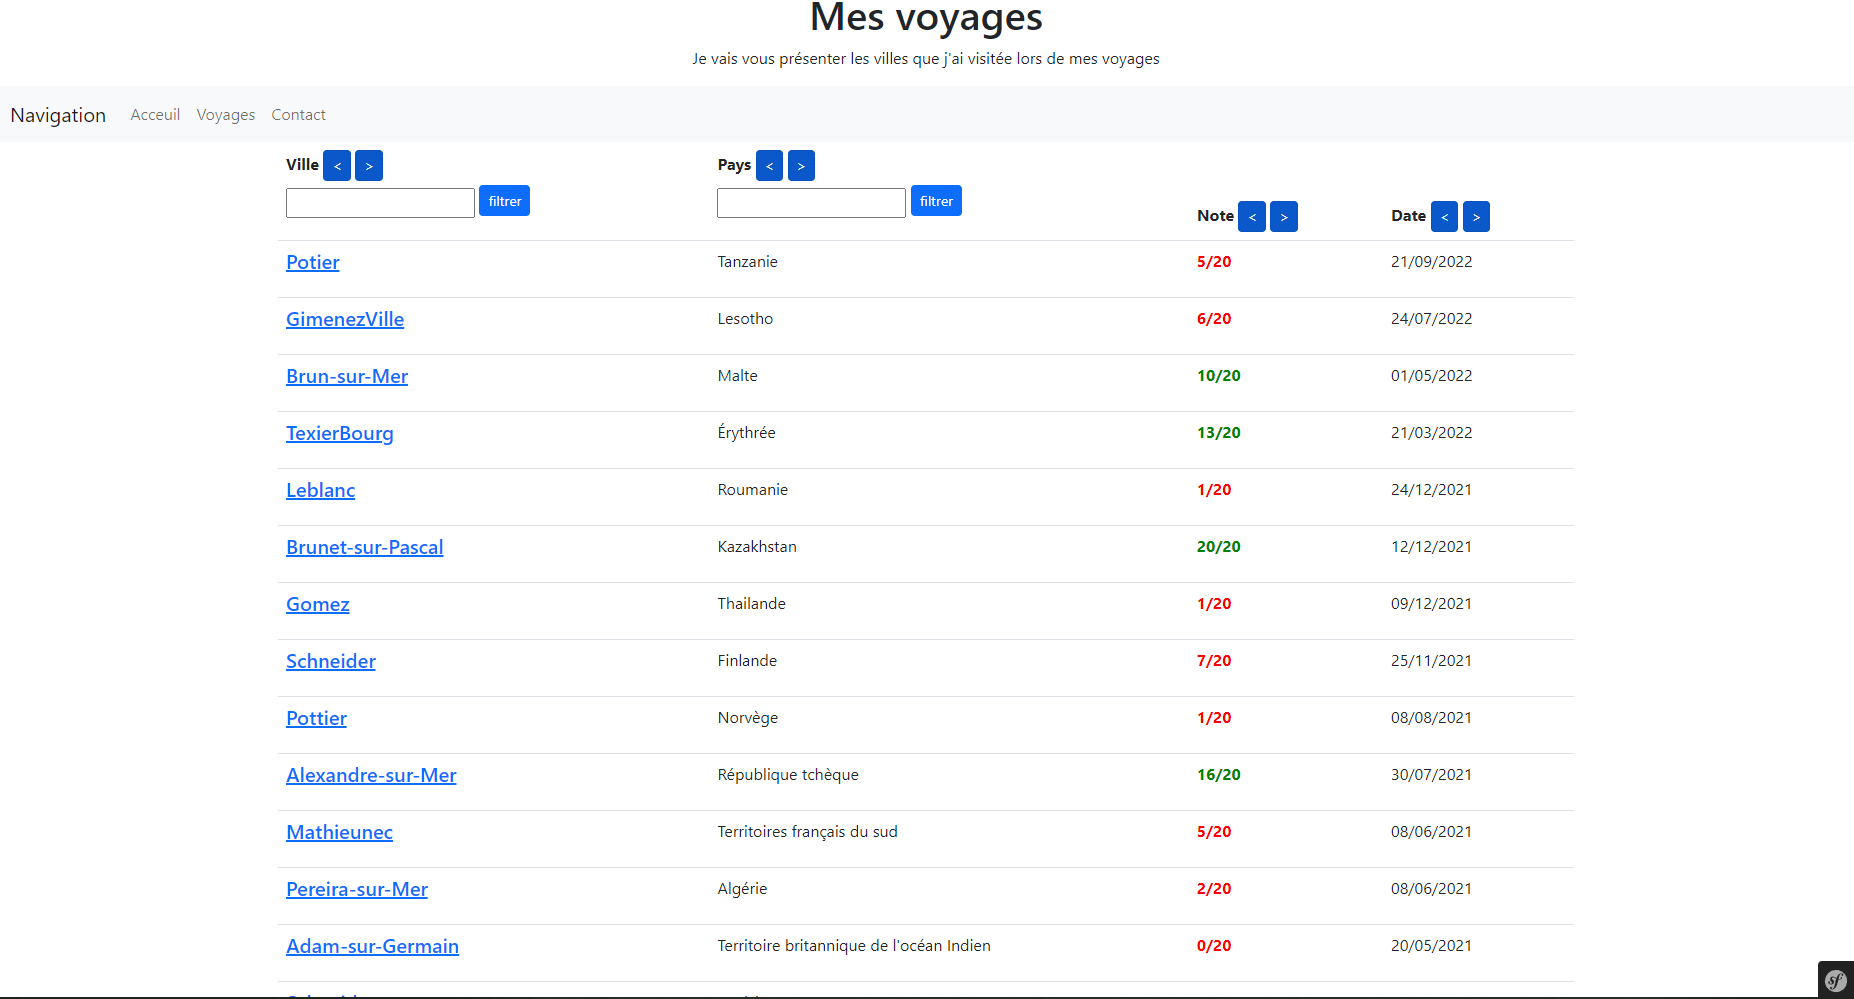 Mes voyages
Je vais vous présenter les villes que j'ai visitée lors de mes voyages
Navigation Acceuil Voyages Contact
Ville < > Pays < >
filtrer filtrer
Note < > Date < >
Potier Tanzanie 5/20 21/09/2022
GimenezVille Lesotho 6/20 24/07/2022
Brun-sur-Mer Malte 10/20 01/05/2022
TexierBourg Érythrée 13/20 21/03/2022
Leblanc Roumanie 1/20 24/12/2021
Brunet-sur-Pascal Kazakhstan 20/20 12/12/2021
Gomez Thailande 1/20 09/12/2021
Schneider Finlande 7/20 25/11/2021
Pottier Norvège 1/20 08/08/2021
Alexandre-sur-Mer République tchèque 16/20 30/07/2021
Mathieunec Territoires français du sud 5/20 08/06/2021
Pereira-sur-Mer Algérie 2/20 08/06/2021
Adam-sur-Germain Territoire britannique de l'océan Indien 0/20 20/05/2021
sf